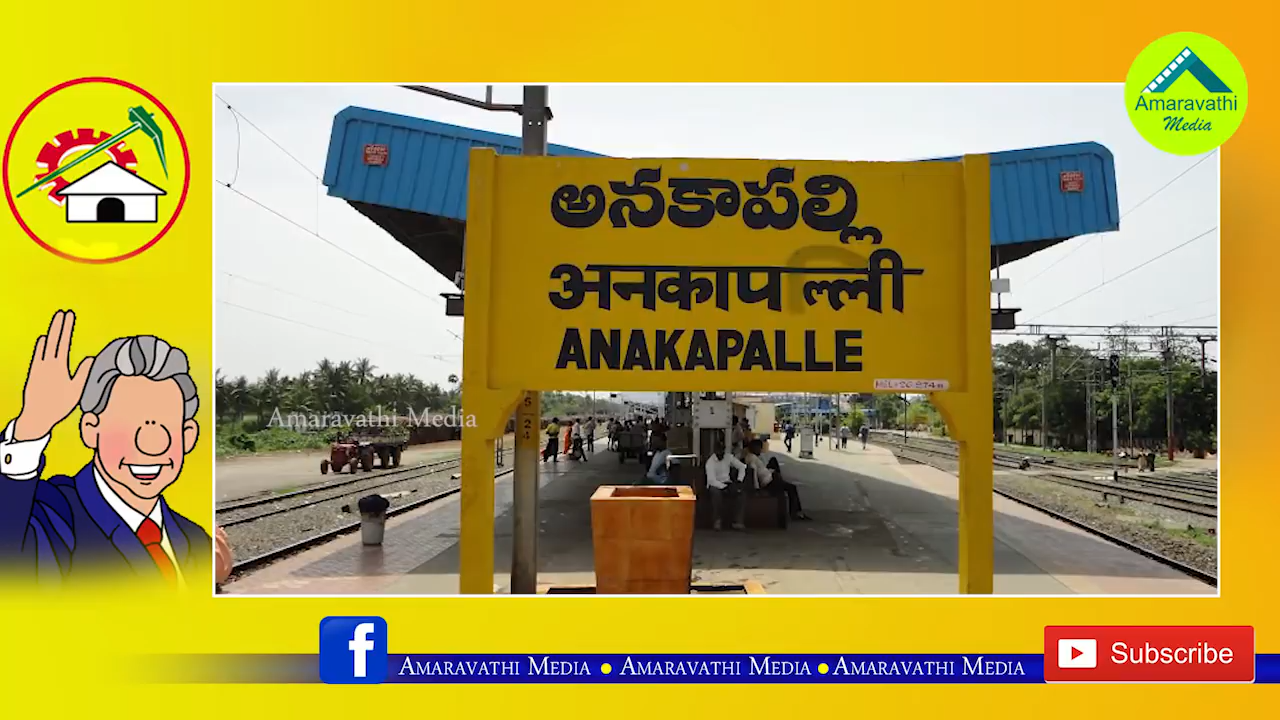 Amaravathi
Media
అనకాపల్లి
अनकापल्ली
ANAKAPALLE
Amaravathi Media
AMARAVATHI MEDIA • AMARAVATHI MEDIA • AMARAVATHI MEDIA
Subscribe